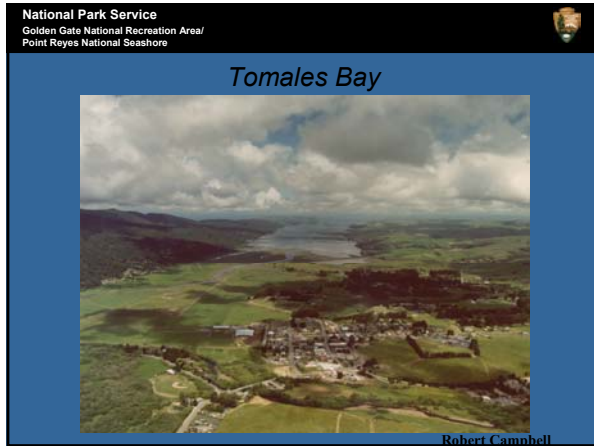 National Park Service
Golden Gate National Recreation Area/
Point Reyes National Seashore
Tomales Bay
Robert Campbell